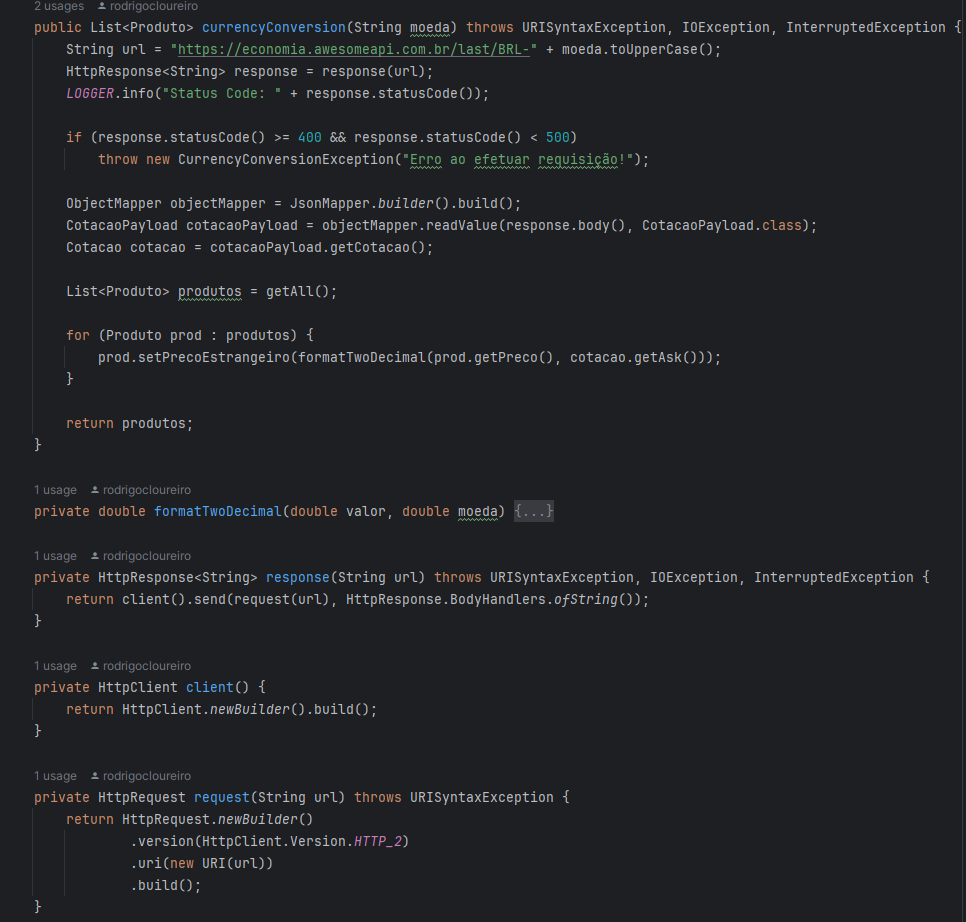 2 usages rodrigocloureiro
public List<Produto> currencyConversion(String moeda) throws URISyntaxException, IOException, InterruptedException {
    String url = "https://economia.awesomeapi.com.br/last/BRL-" + moeda.toUpperCase();
    HttpResponse<String> response = response(url);
    LOGGER.info("Status Code: " + response.statusCode());

    if (response.statusCode() >= 400 && response.statusCode() < 500)
        throw new CurrencyConversionException("Erro ao efetuar requisição!");

    ObjectMapper objectMapper = JsonMapper.builder().build();
    CotacaoPayload cotacaoPayload = objectMapper.readValue(response.body(), CotacaoPayload.class);
    Cotacao cotacao = cotacaoPayload.getCotacao();

    List<Produto> produtos = getAll();

    for (Produto prod : produtos) {
        prod.setPrecoEstrangeiro(formatTwoDecimal(prod.getPreco(), cotacao.getAsk()));
    }

    return produtos;
}

1 usage rodrigocloureiro
private double formatTwoDecimal(double valor, double moeda) {...}

1 usage rodrigocloureiro
private HttpResponse<String> response(String url) throws URISyntaxException, IOException, InterruptedException {
    return client().send(request(url), HttpResponse.BodyHandlers.ofString());
}

1 usage rodrigocloureiro
private HttpClient client() {
    return HttpClient.newBuilder().build();
}

1 usage rodrigocloureiro
private HttpRequest request(String url) throws URISyntaxException {
    return HttpRequest.newBuilder()
            .version(HttpClient.Version.HTTP_2)
            .uri(new URI(url))
            .build();
}